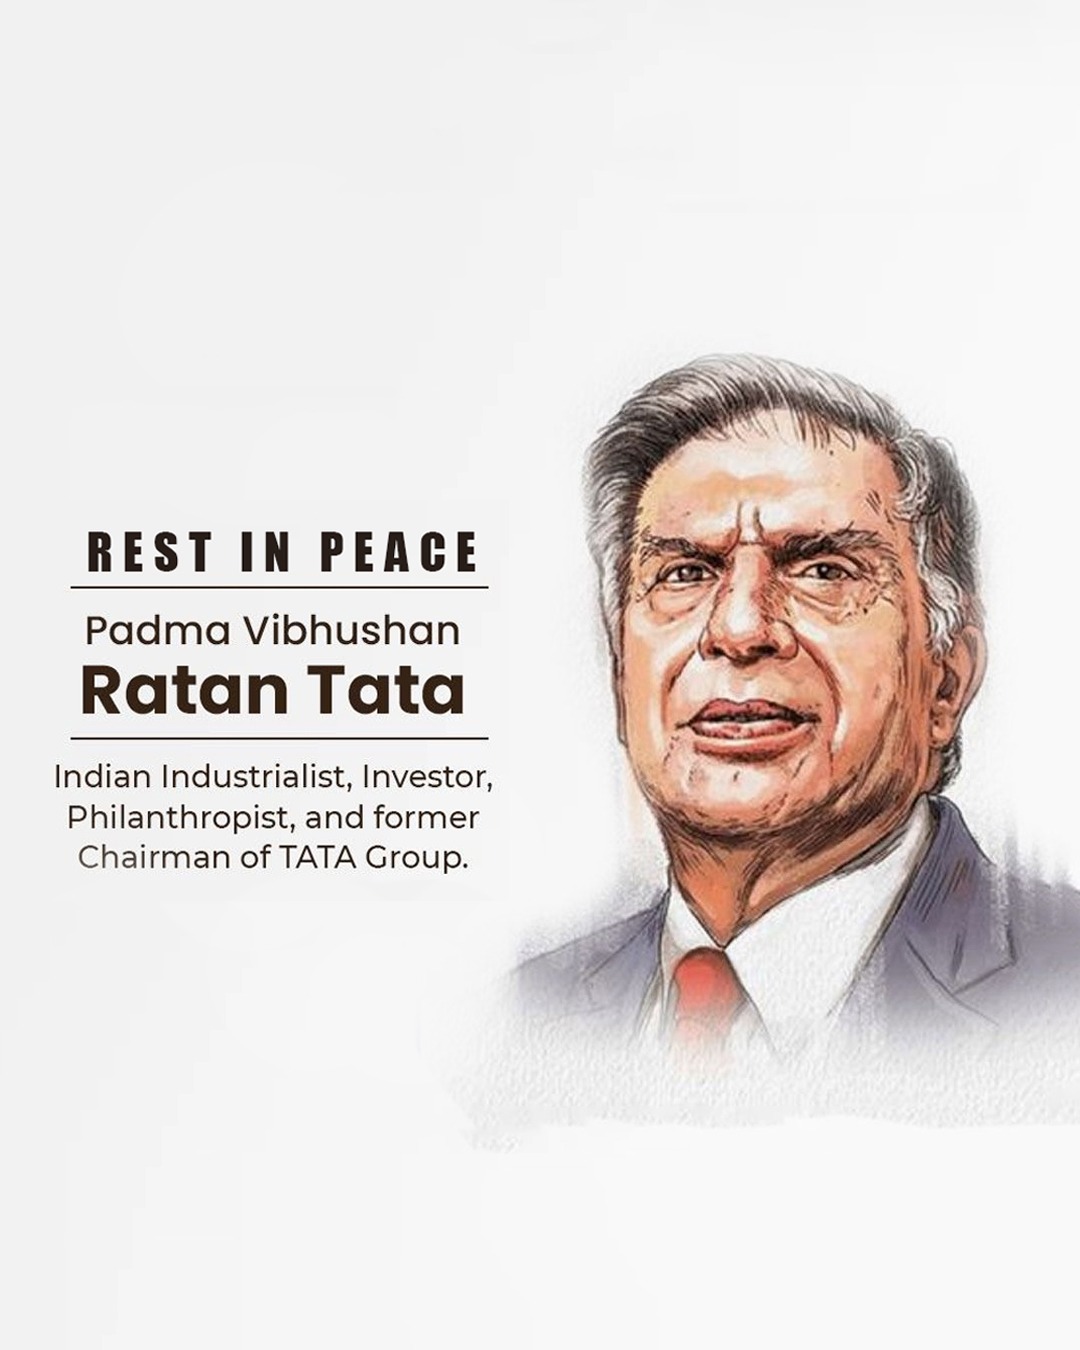 REST IN PEACE
Padma Vibhushan
Ratan Tata
Indian Industrialist, Investor,
Philanthropist, and former
Chairman of TATA Group.